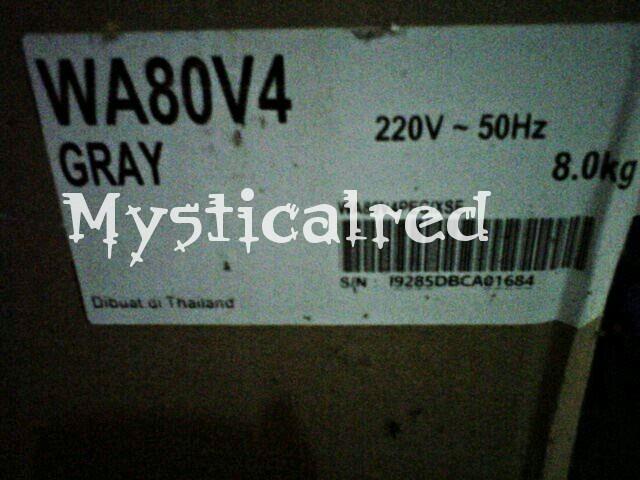 WA80V4
220V ~ 50Hz
GRAY
8.0kg
Mysticalred
S/N : I9285DBCA01684
Dibuat di Thailand